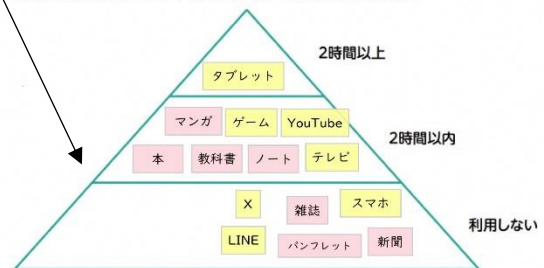 2時間以上
タブレット
マンガ ゲーム YouTube
2時間以内
本 教科書 ノート テレビ
X 雑誌 スマホ
利用しない
LINE パンフレット 新聞